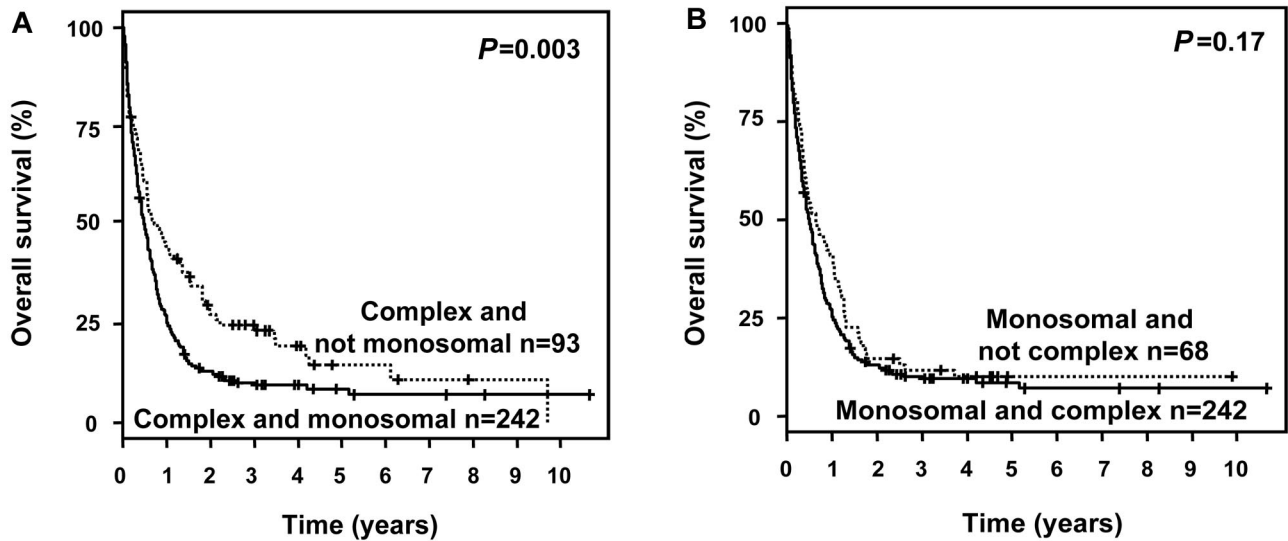 A
P=0.003
Overall survival (%)
100
75
50
25
0
Complex and
not monosomal n=93
Complex and monosomal n=242
0 1 2 3 4 5 6 7 8 9 10
Time (years)
B
P=0.17
Overall survival (%)
100
75
50
25
0
Monosomal and
not complex n=68
Monosomal and complex n=242
0 1 2 3 4 5 6 7 8 9 10
Time (years)